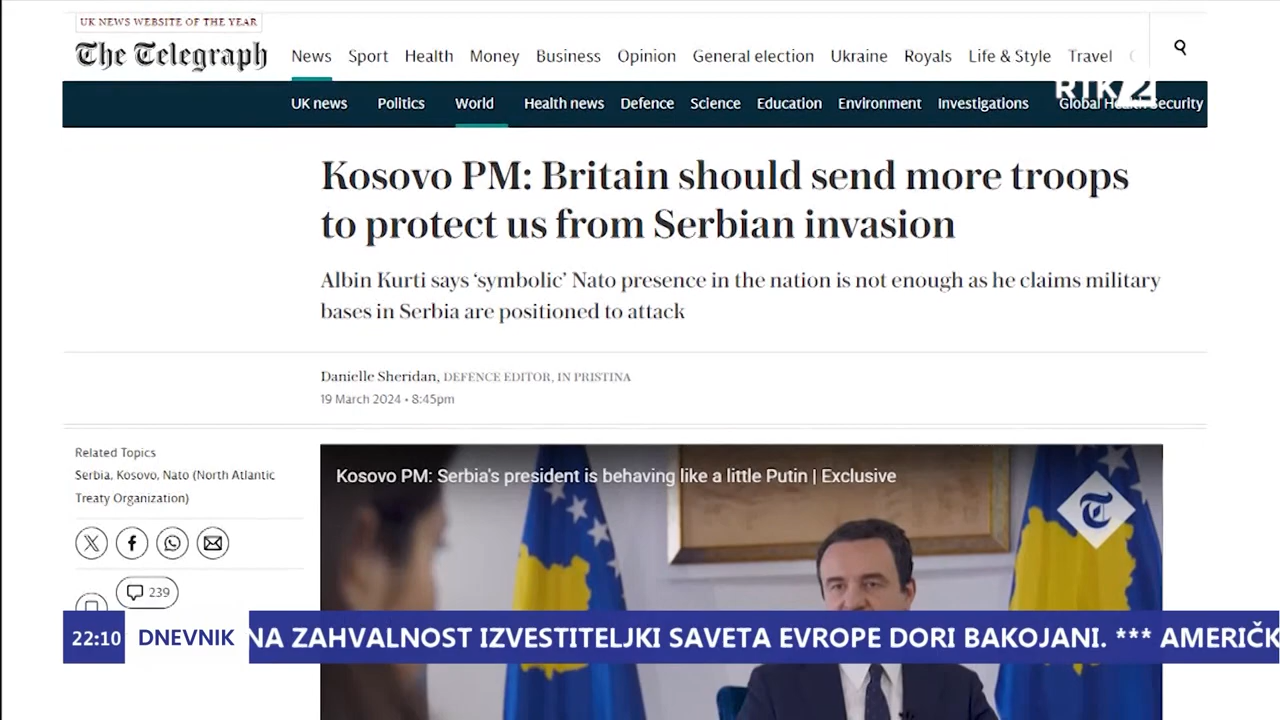 UK NEWS WEBSITE OF THE YEAR
The Telegraph
News Sport Health Money Business Opinion General election Ukraine Royals Life & Style Travel
RTK2
UK news Politics World Health news Defence Science Education Environment Investigations Global Health Security
Kosovo PM: Britain should send more troops
to protect us from Serbian invasion
Albin Kurti says ‘symbolic’ Nato presence in the nation is not enough as he claims military
bases in Serbia are positioned to attack
Danielle Sheridan, DEFENCE EDITOR, IN PRISTINA
19 March 2024 • 8:45pm
Related Topics
Serbia, Kosovo, Nato (North Atlantic
Treaty Organization)
239
Kosovo PM: Serbia's president is behaving like a little Putin | Exclusive
T
22:10 DNEVNIK NA ZAHVALNOST IZVESTITELJKI SAVETA EVROPE DORI BAKOJANI. *** AMERIČK